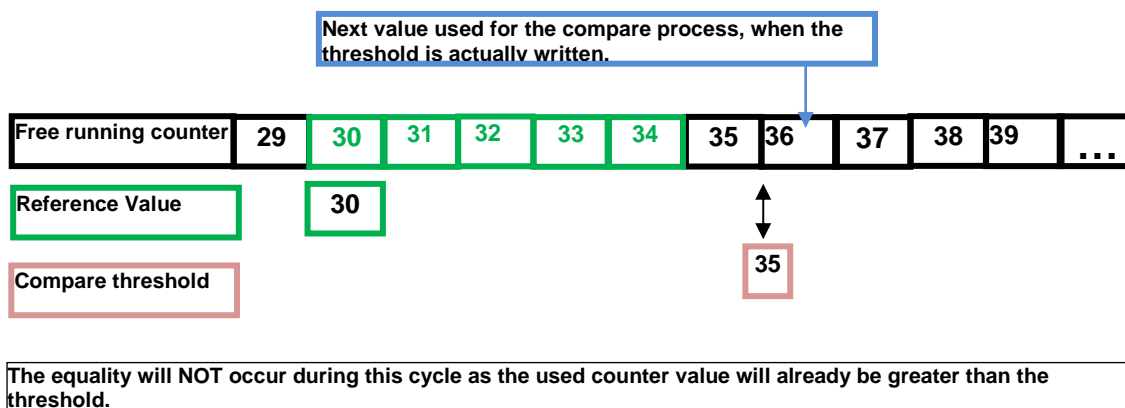 Next value used for the compare process, when the
threshold is actually written.
Free running counter 29 30 31 32 33 34 35 36 37 38 39 ...
Reference Value 30
35
Compare threshold
The equality will NOT occur during this cycle as the used counter value will already be greater than the
threshold.